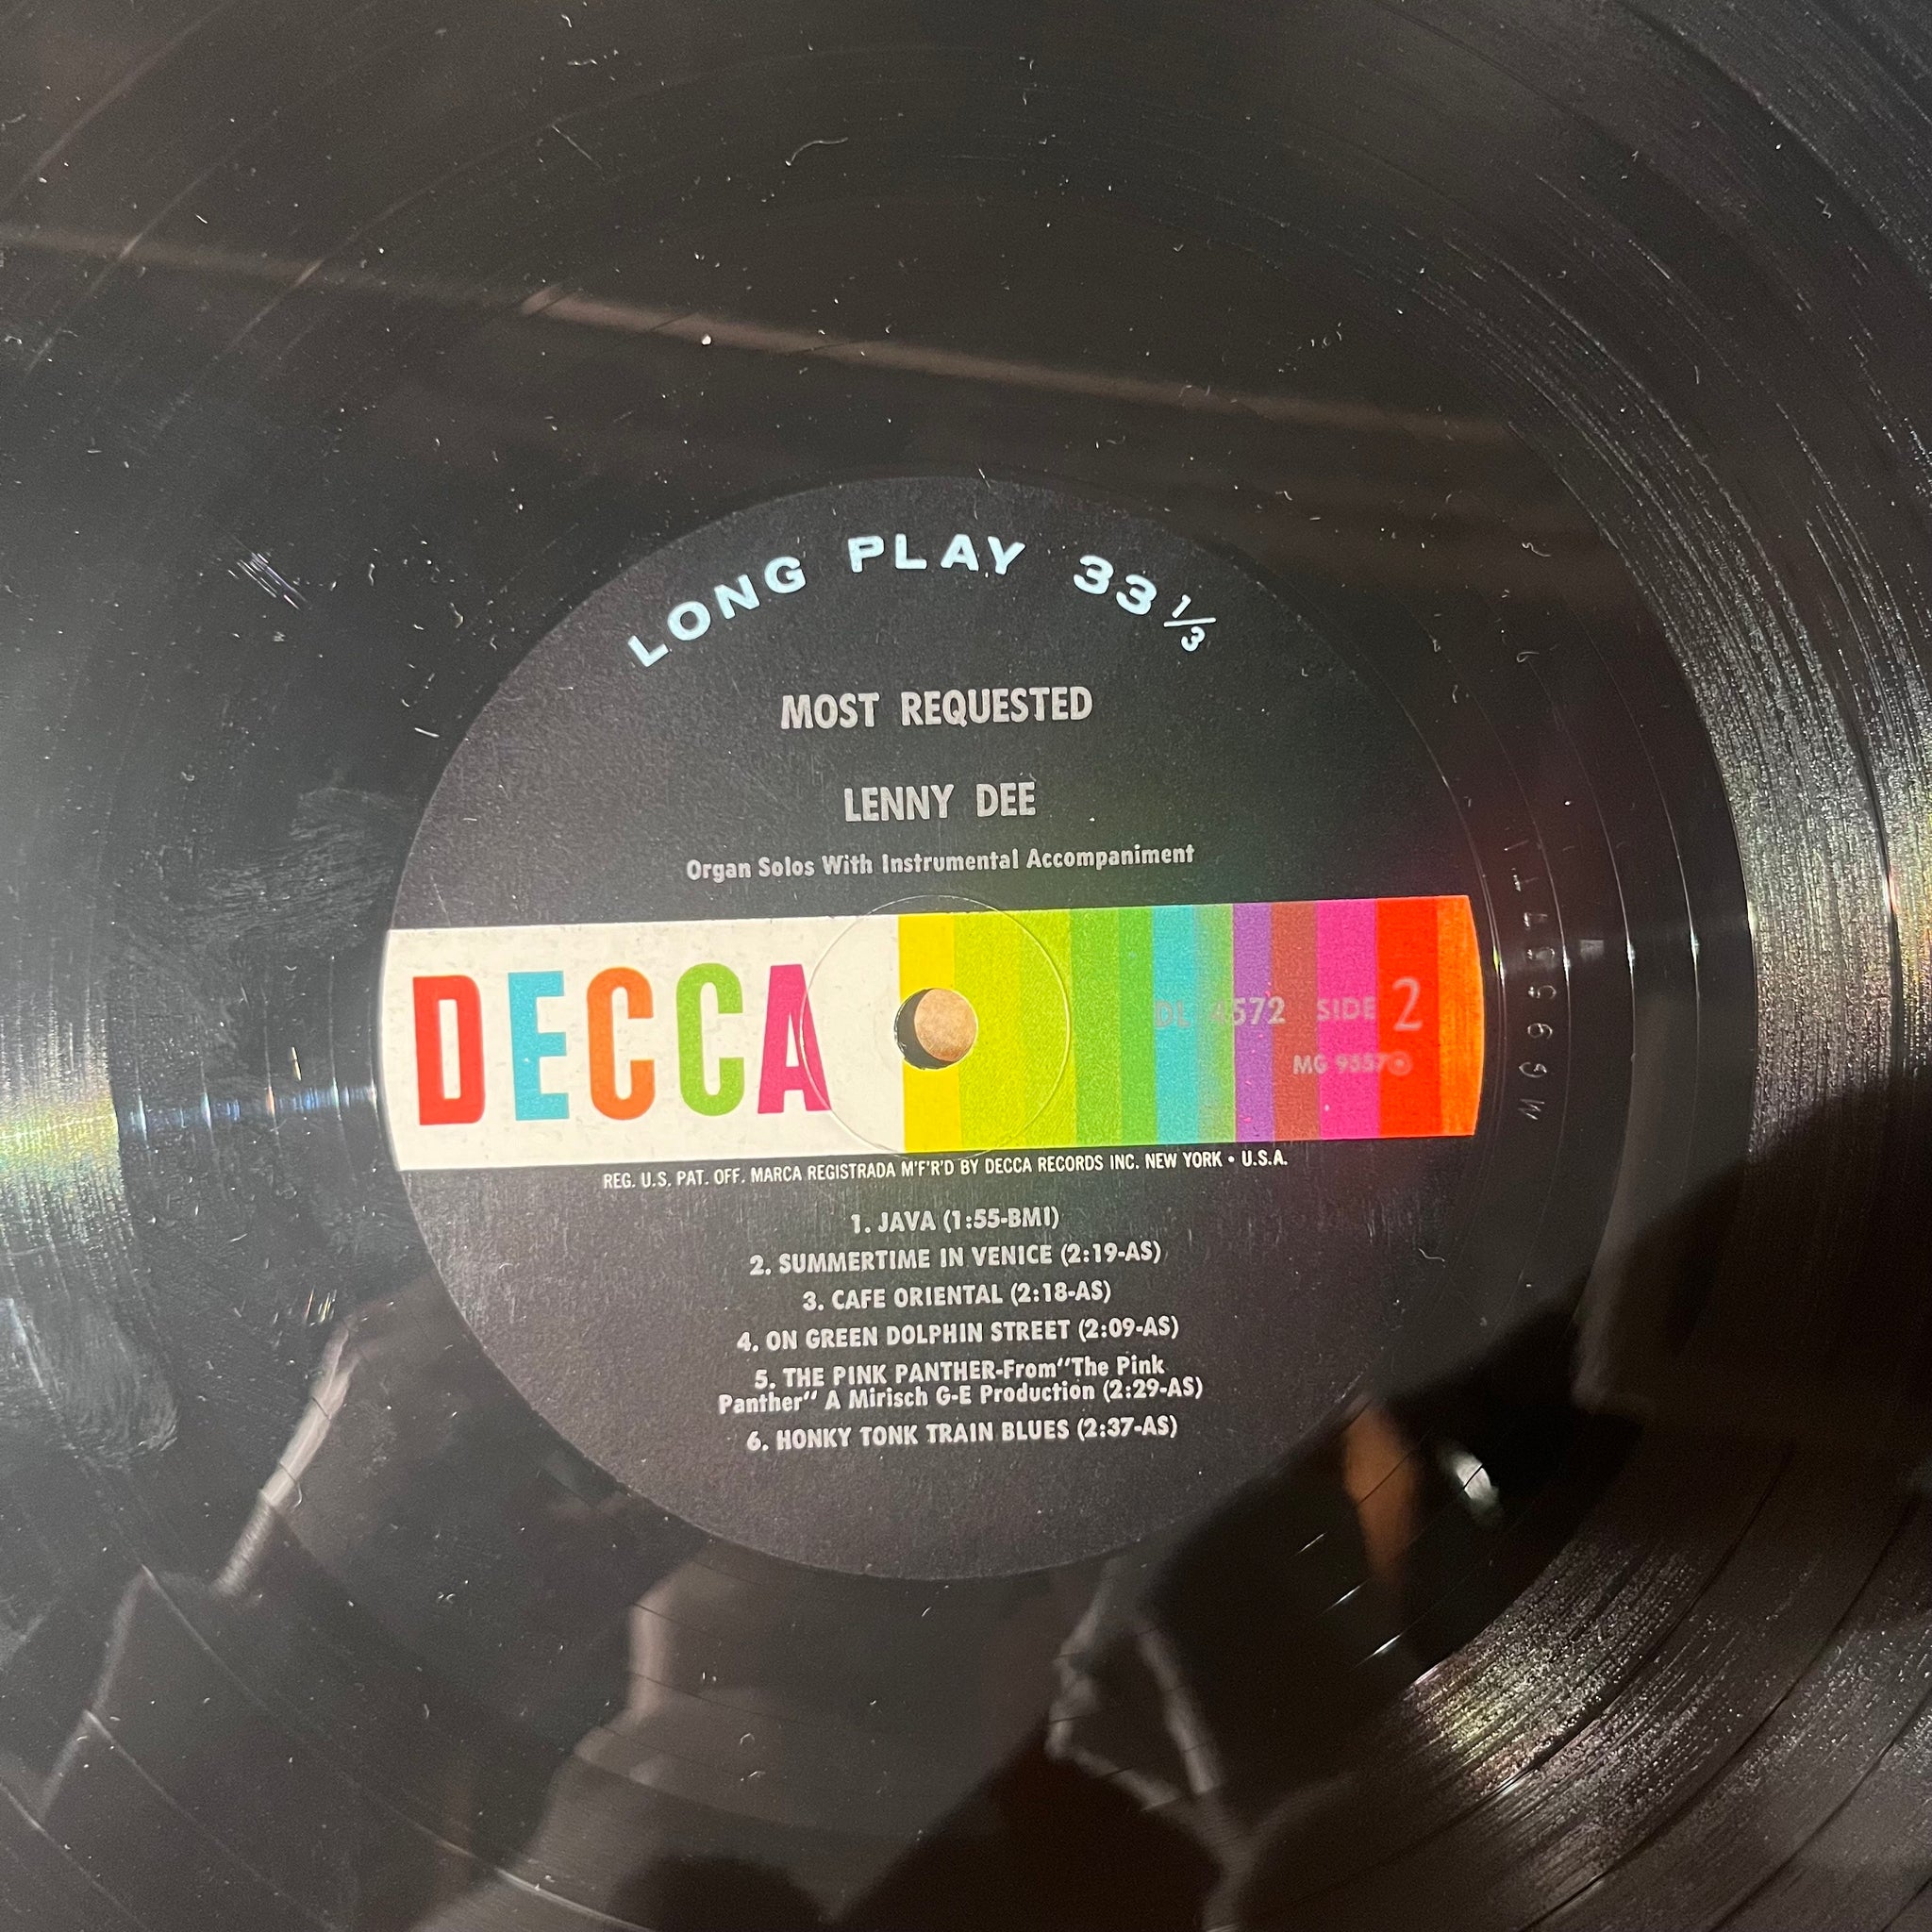 LONG PLAY 33 1/3
MOST REQUESTED
LENNY DEE
Organ Solos With Instrumental Accompaniment
DECCA
DL 4572 SIDE 2
MG 9557
REG. U.S. PAT. OFF. MARCA REGISTRADA M'F'R'D BY DECCA RECORDS INC. NEW YORK • U.S.A.
1. JAVA (1:55-BMI)
2. SUMMERTIME IN VENICE (2:19-AS)
3. CAFE ORIENTAL (2:18-AS)
4. ON GREEN DOLPHIN STREET (2:09-AS)
5. THE PINK PANTHER-From"The Pink
Panther" A Mirisch G-E Production (2:29-AS)
6. HONKY TONK TRAIN BLUES (2:37-AS)